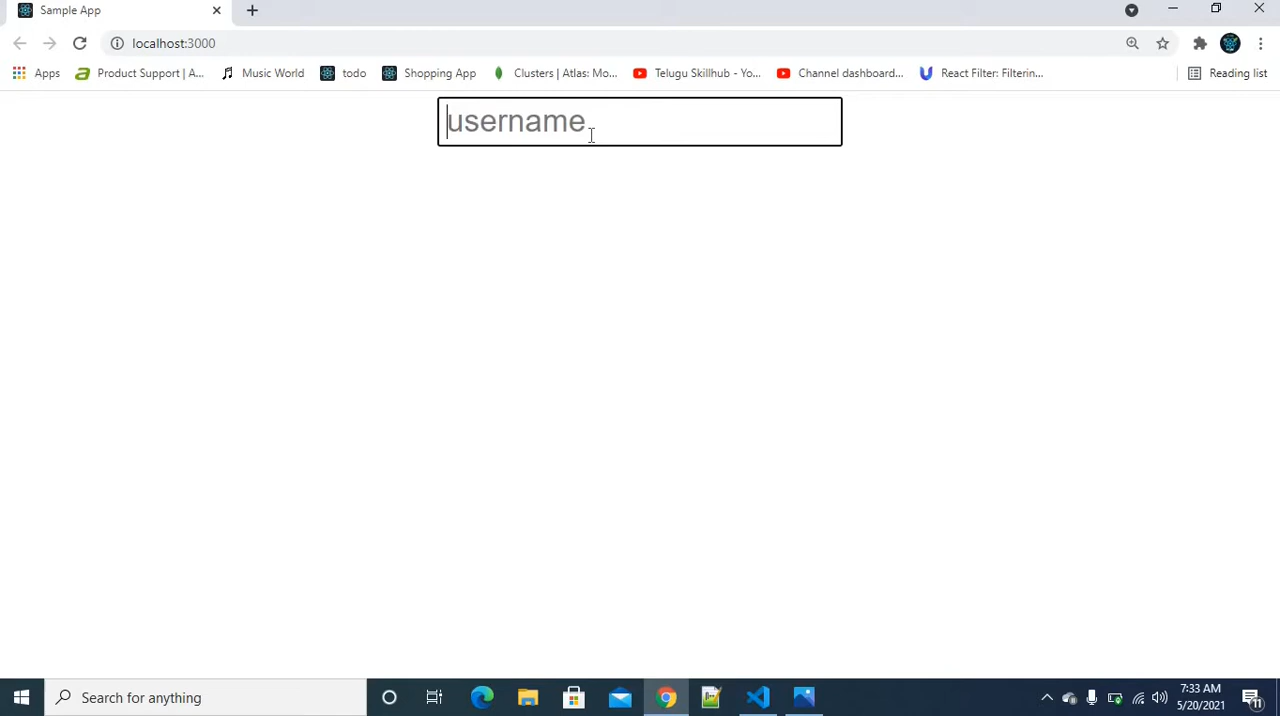 Sample App
localhost:3000
Apps Product Support | A... Music World todo Shopping App Clusters | Atlas: Mo... Telugu Skillhub - Yo... Channel dashboard... React Filter: Filterin... Reading list
username
Search for anything
7:33 AM
5/20/2021
11